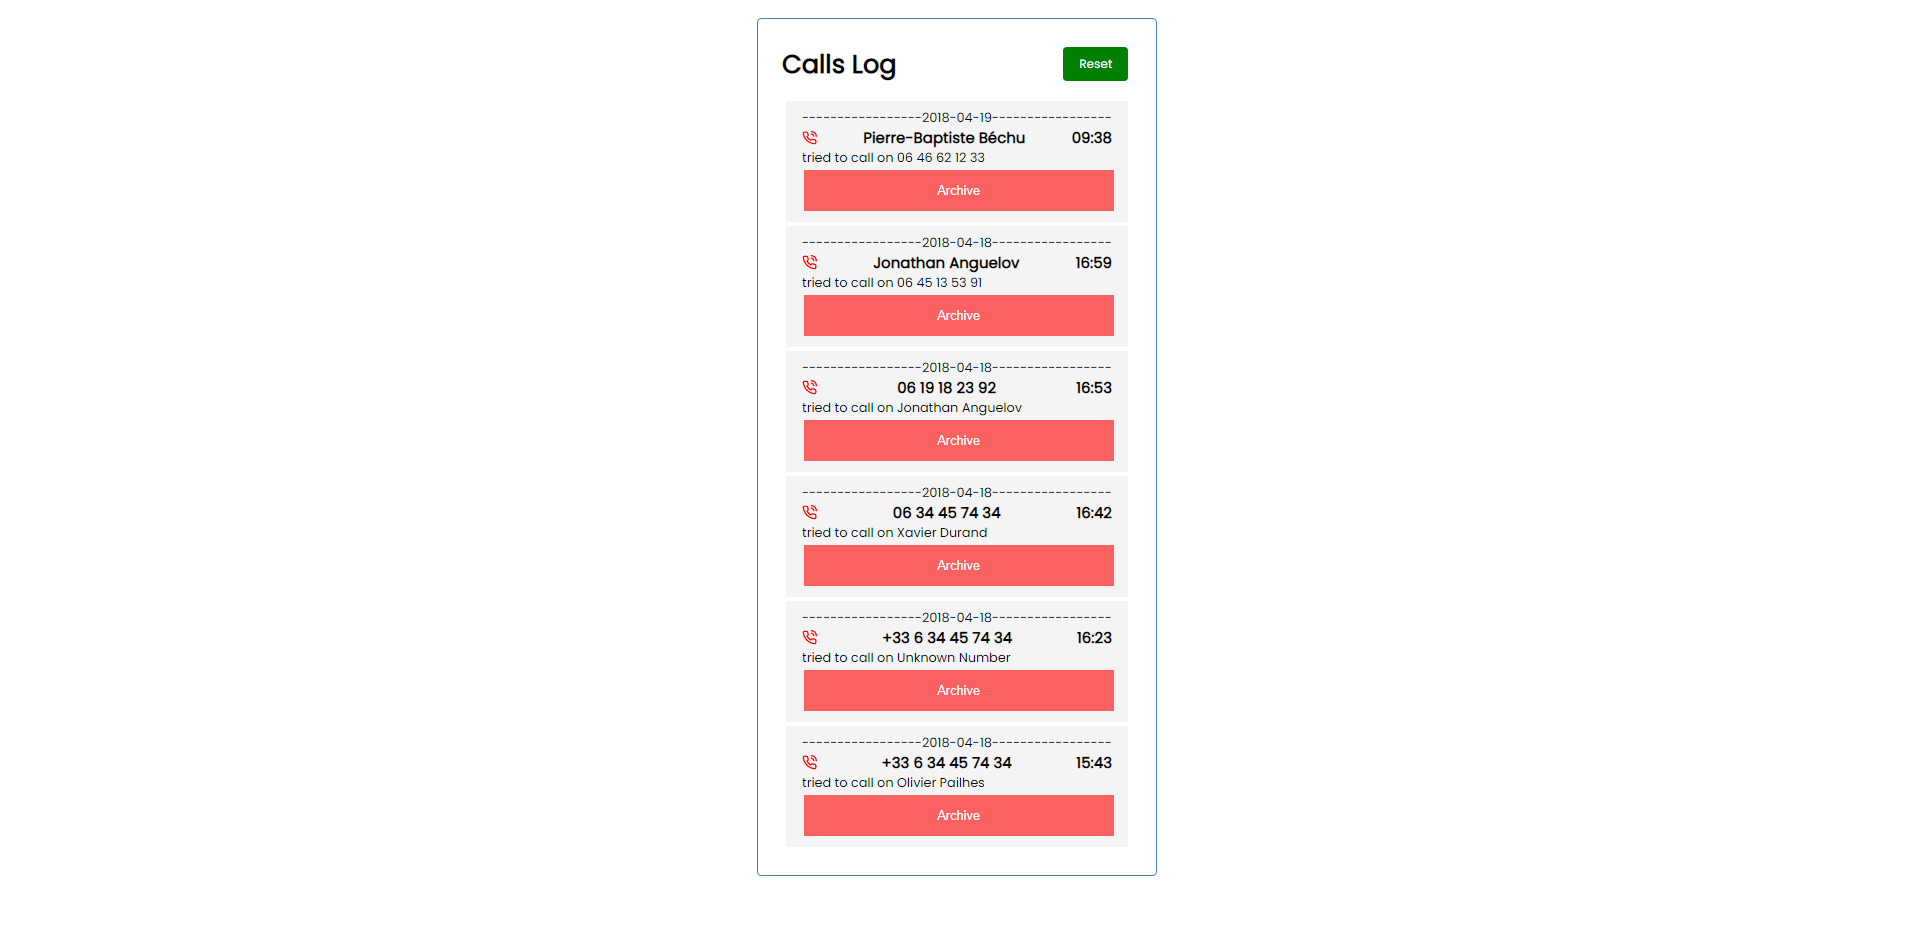 Calls Log
Reset
-----------------2018-04-19-----------------
Pierre-Baptiste Béchu 09:38
tried to call on 06 46 62 12 33
Archive
-----------------2018-04-18-----------------
Jonathan Anguelov 16:59
tried to call on 06 45 13 53 91
Archive
-----------------2018-04-18-----------------
06 19 18 23 92 16:53
tried to call on Jonathan Anguelov
Archive
-----------------2018-04-18-----------------
06 34 45 74 34 16:42
tried to call on Xavier Durand
Archive
-----------------2018-04-18-----------------
+33 6 34 45 74 34 16:23
tried to call on Unknown Number
Archive
-----------------2018-04-18-----------------
+33 6 34 45 74 34 15:43
tried to call on Olivier Pailhes
Archive